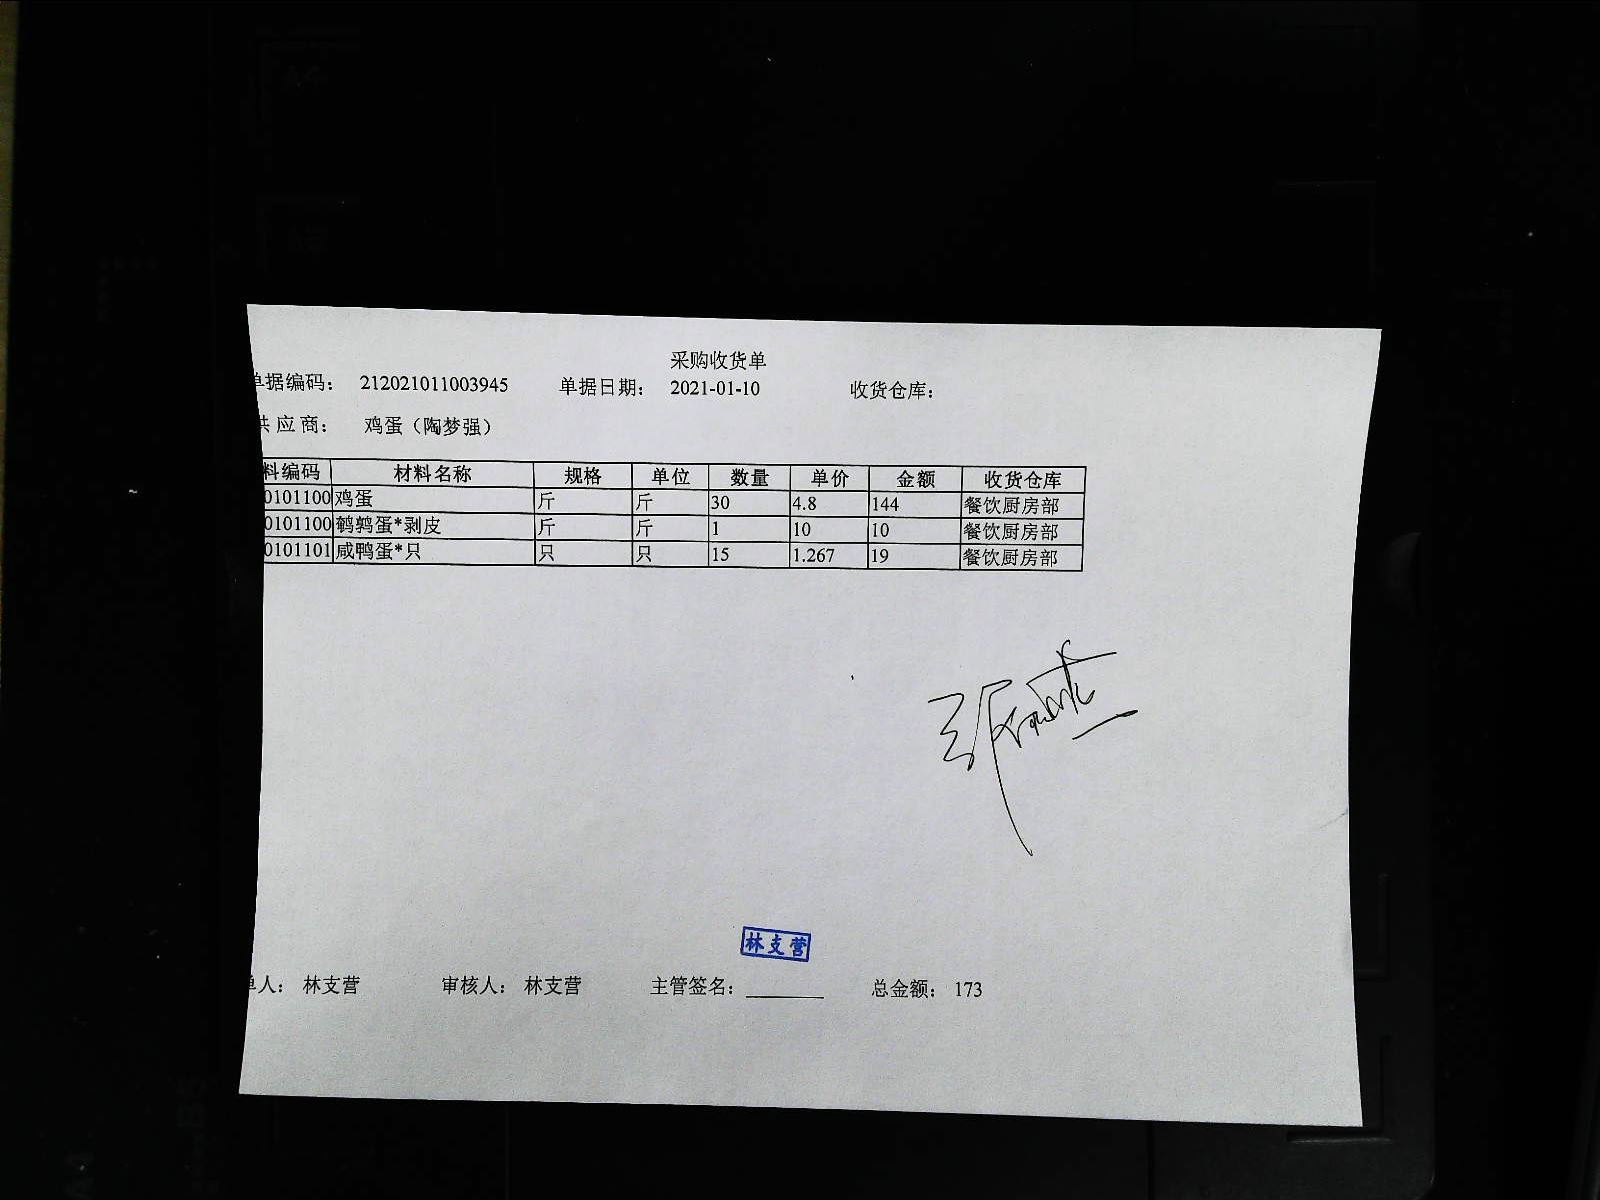 采购收货单
单据编码： 212021011003945 单据日期： 2021-01-10 收货仓库：
供应商： 鸡蛋（陶梦强）
料编码 材料名称 规格 单位 数量 单价 金额 收货仓库
0101100 鸡蛋 斤 斤 30 4.8 144 餐饮厨房部
0101100 鹌鹑蛋*剥皮 斤 斤 1 10 10 餐饮厨房部
0101101 咸鸭蛋*只 只 只 15 1.267 19 餐饮厨房部
林支营
单人： 林支营 审核人： 林支营 主管签名： 总金额： 173